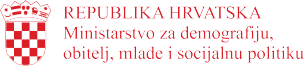 REPUBLIKA HRVATSKA
Ministarstvo za demografiju,
obitelj, mlade i socijalnu politiku